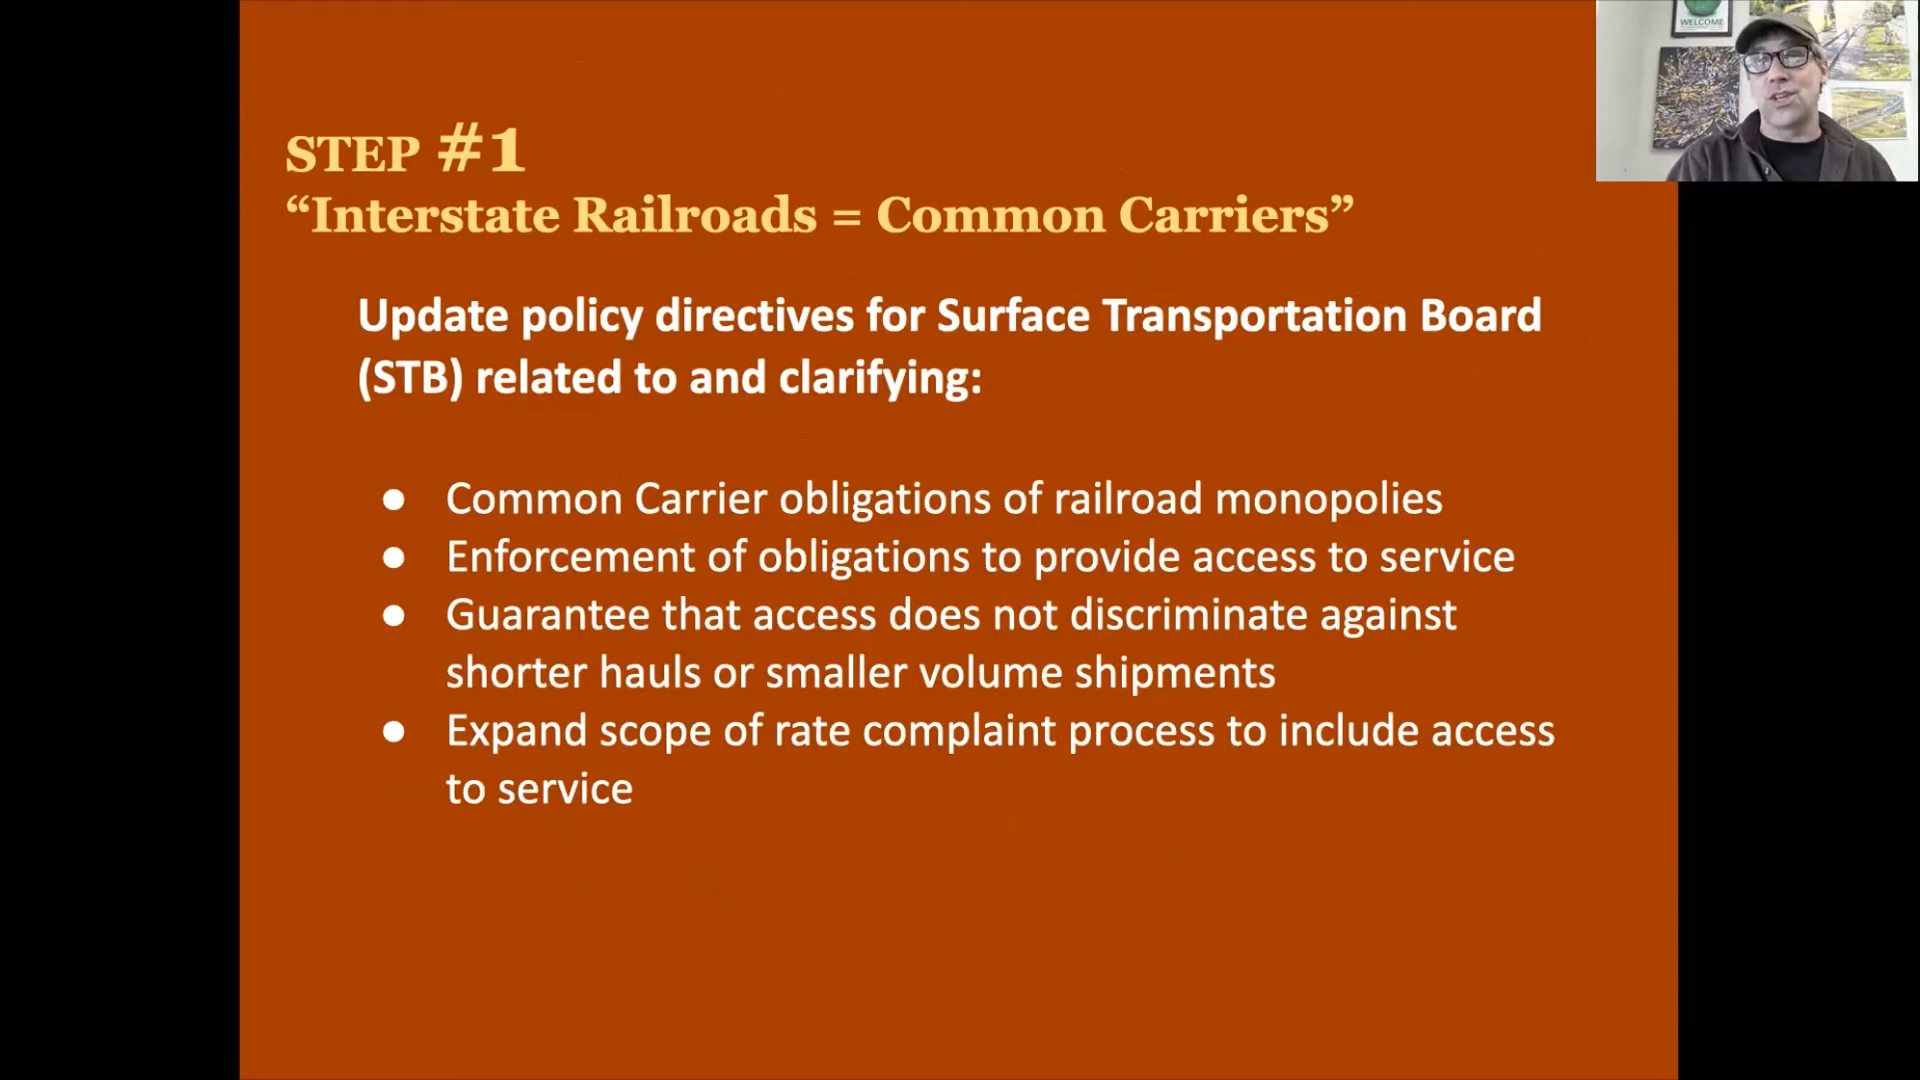 WELCOME
STEP #1
“Interstate Railroads = Common Carriers”
Update policy directives for Surface Transportation Board
(STB) related to and clarifying:
● Common Carrier obligations of railroad monopolies
● Enforcement of obligations to provide access to service
● Guarantee that access does not discriminate against
shorter hauls or smaller volume shipments
● Expand scope of rate complaint process to include access
to service